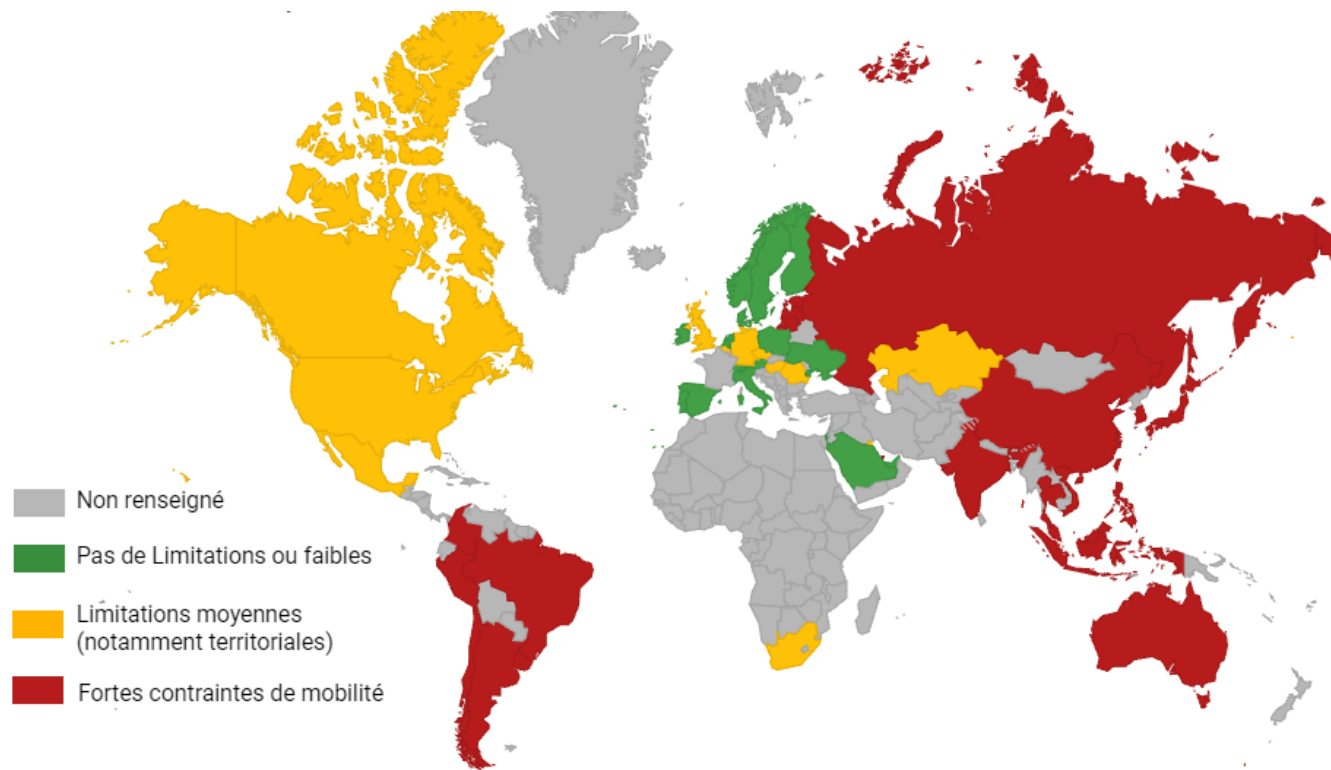 Non renseigné
Pas de Limitations ou faibles
Limitations moyennes
(notamment territoriales)
Fortes contraintes de mobilité